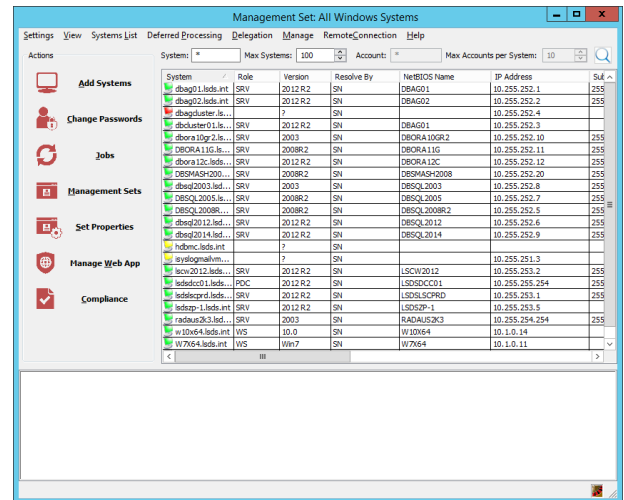 Management Set: All Windows Systems
Settings View Systems List Deferred Processing Delegation Manage RemoteConnection Help
Actions
System: * Max Systems: 100 Account: * Max Accounts per System: 10
Add Systems
Change Passwords
Jobs
Management Sets
Set Properties
Manage Web App
Compliance
System Role Version Resolve By NetBIOS Name IP Address Sub
dbag01.lsds.int SRV 2012 R2 SN DBAG01 10.255.252.1 255
dbag02.lsds.int SRV 2012 R2 SN DBAG02 10.255.252.2 255
dbagcluster.ls... ? SN 10.255.252.4
dbcluster01.ls... SRV 2012 R2 SN DBAG01 10.255.252.3
dbora10gr2.ls... SRV 2003 SN DBORA10GR2 10.255.252.10 255
DBORA11G.ls... SRV 2008R2 SN DBORA11G 10.255.252.11 255
dbora12c.lsds... SRV 2012 R2 SN DBORA12C 10.255.252.12 255
DBSMASH200... SRV 2008R2 SN DBSMASH2008 10.255.252.20 255
dbsql2003.lsd... SRV 2003 SN DBSQL2003 10.255.252.8 255
DBSQL2005.ls... SRV 2008R2 SN DBSQL2005 10.255.252.7 255
DBSQL2008R... SRV 2008R2 SN DBSQL2008R2 10.255.252.5 255
dbsql2012.lsd... SRV 2012 R2 SN DBSQL2012 10.255.252.6 255
dbsql2014.lsd... SRV 2012 R2 SN DBSQL2014 10.255.252.9 255
hdbmc.lsds.int ? SN
isyslogmailvm... ? SN 10.255.251.3
lscw2012.lsds... SRV 2012 R2 SN LSCW2012 10.255.253.2 255
lsdsdcc01.lsds... PDC 2012 R2 SN LSDSDCC01 10.255.255.254 255
lsdslscprd.lsds... SRV 2012 R2 SN LSDSLSCPRD 10.255.253.1 255
lsdszp-1.lsds.int SRV 2012 R2 SN LSDSZP-1 10.255.253.5
radaus2k3.lsd... SRV 2003 SN RADAUS2K3 10.255.254.254 255
w10x64.lsds.int WS 10.0 SN W10X64 10.1.0.14
W7X64.lsds.int WS Win7 SN W7X64 10.1.0.11